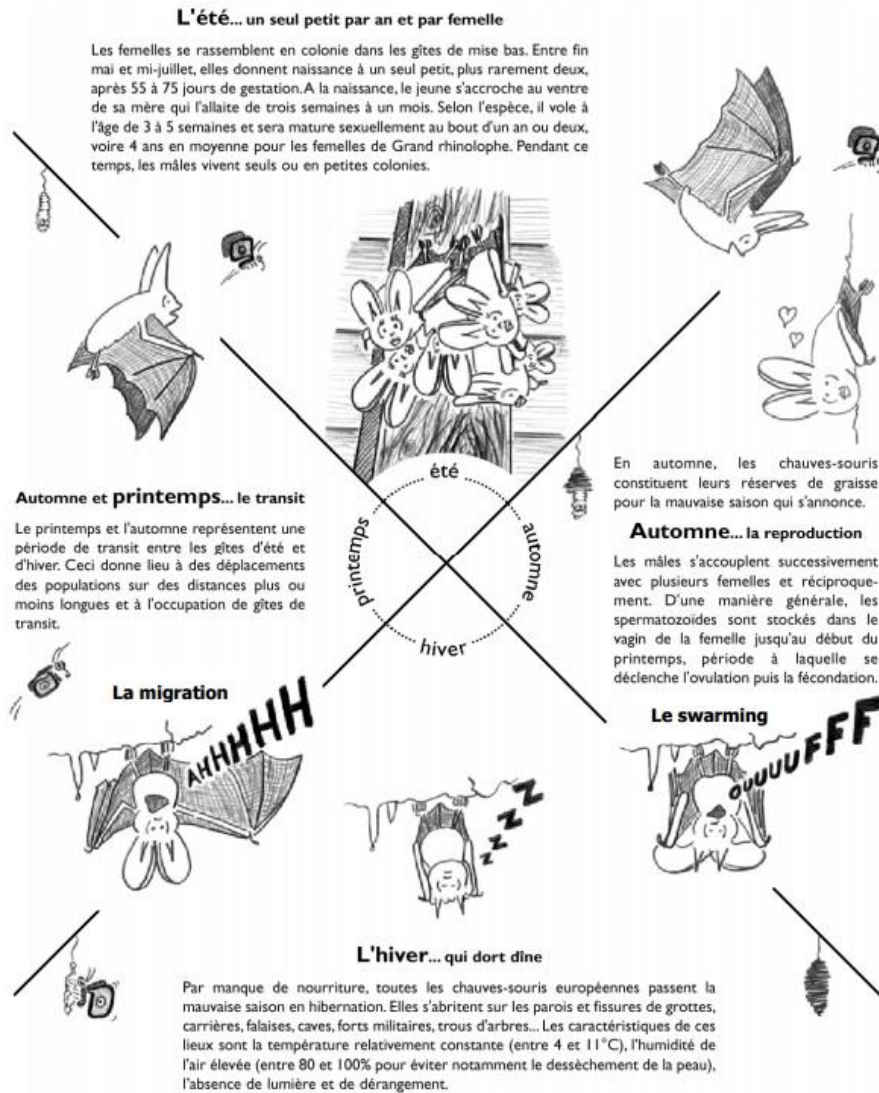 L'été... un seul petit par an et par femelle
Les femelles se rassemblent en colonie dans les gîtes de mise bas. Entre fin
mai et mi-juillet, elles donnent naissance à un seul petit, plus rarement deux,
après 55 à 75 jours de gestation. A la naissance, le jeune s'accroche au ventre
de sa mère qui l'allaite de trois semaines à un mois. Selon l'espèce, il vole à
l'âge de 3 à 5 semaines et sera mature sexuellement au bout d'un an ou deux,
voire 4 ans en moyenne pour les femelles de Grand rhinolophe. Pendant ce
temps, les mâles vivent seuls ou en petites colonies.
Automne et printemps... le transit
Le printemps et l'automne représentent une
période de transit entre les gîtes d'été et
d'hiver. Ceci donne lieu à des déplacements
des populations sur des distances plus ou
moins longues et à l'occupation de gîtes de
transit.
été
printemps
automne
hiver
En automne, les chauves-souris
constituent leurs réserves de graisse
pour la mauvaise saison qui s'annonce.
Automne... la reproduction
Les mâles s'accouplent successivement
avec plusieurs femelles et réciproque-
ment. D'une manière générale, les
spermatozoïdes sont stockés dans le
vagin de la femelle jusqu'au début du
printemps, période à laquelle se
déclenche l'ovulation puis la fécondation.
La migration
AHHHHHH
Le swarming
OUUUUFFFF
zzzzz
L'hiver... qui dort dîne
Par manque de nourriture, toutes les chauves-souris européennes passent la
mauvaise saison en hibernation. Elles s'abritent sur les parois et fissures de grottes,
carrières, falaises, caves, forts militaires, trous d'arbres... Les caractéristiques de ces
lieux sont la température relativement constante (entre 4 et 11°C), l'humidité de
l'air élevée (entre 80 et 100% pour éviter notamment le dessèchement de la peau),
l'absence de lumière et de dérangement.